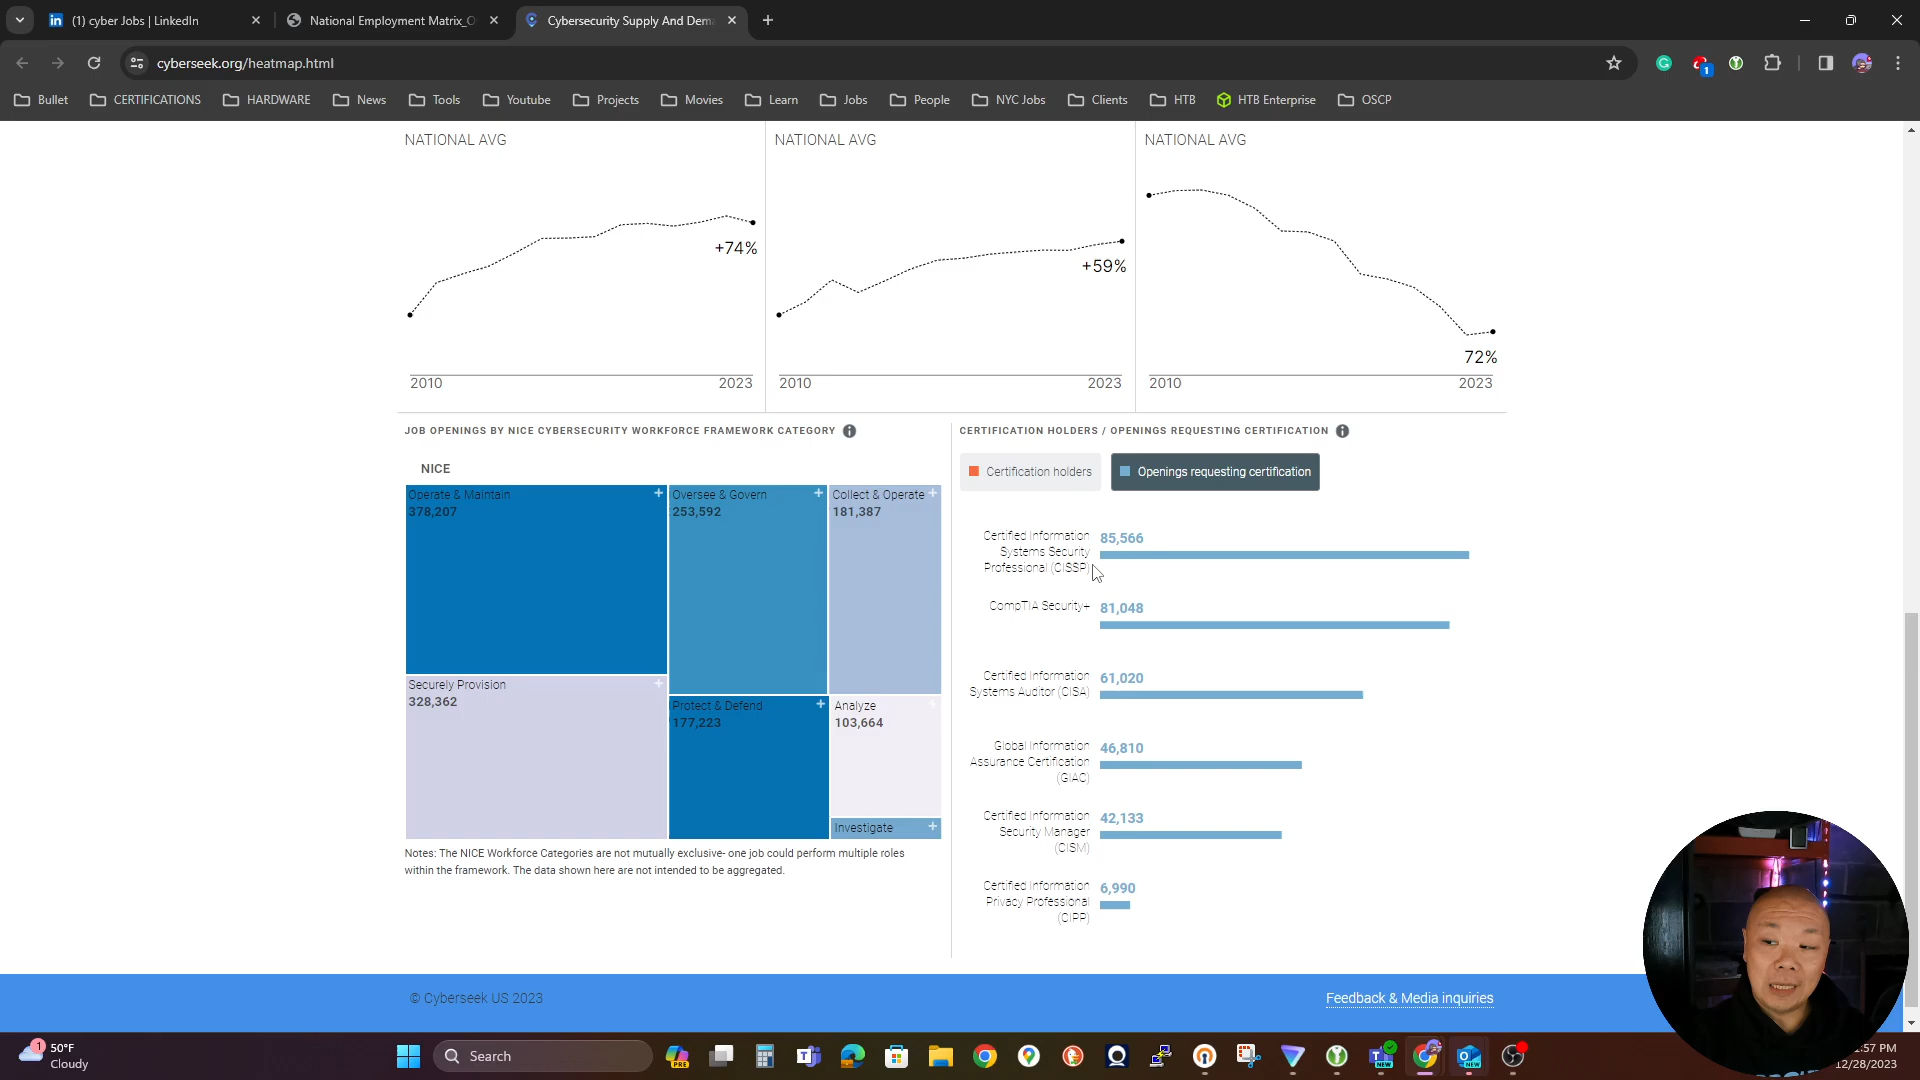 (1) cyber Jobs | LinkedIn
National Employment Matrix_O
Cybersecurity Supply And Dema
cyberseek.org/heatmap.html
1
Bullet
CERTIFICATIONS
HARDWARE
News
Tools
Youtube
Projects
Movies
Learn
Jobs
People
NYC Jobs
Clients
HTB
HTB Enterprise
OSCP
NATIONAL AVG
+74%
2010
2023
NATIONAL AVG
+59%
2010
2023
NATIONAL AVG
72%
2010
2023
JOB OPENINGS BY NICE CYBERSECURITY WORKFORCE FRAMEWORK CATEGORY
NICE
Operate & Maintain
378,207
Oversee & Govern
253,592
Collect & Operate
181,387
Securely Provision
328,362
Protect & Defend
177,223
Analyze
103,664
Investigate
Notes: The NICE Workforce Categories are not mutually exclusive- one job could perform multiple roles
within the framework. The data shown here are not intended to be aggregated.
CERTIFICATION HOLDERS / OPENINGS REQUESTING CERTIFICATION
Certification holders
Openings requesting certification
Certified Information
Systems Security
Professional (CISSP)
85,566
CompTIA Security+
81,048
Certified Information
Systems Auditor (CISA)
61,020
Global Information
Assurance Certification
(GIAC)
46,810
Certified Information
Security Manager
(CISM)
42,133
Certified Information
Privacy Professional
(CIPP)
6,990
© Cyberseek US 2023
Feedback & Media inquiries
1
50°F
Cloudy
Search
PRE
NEW
NEW
:57 PM
12/28/2023